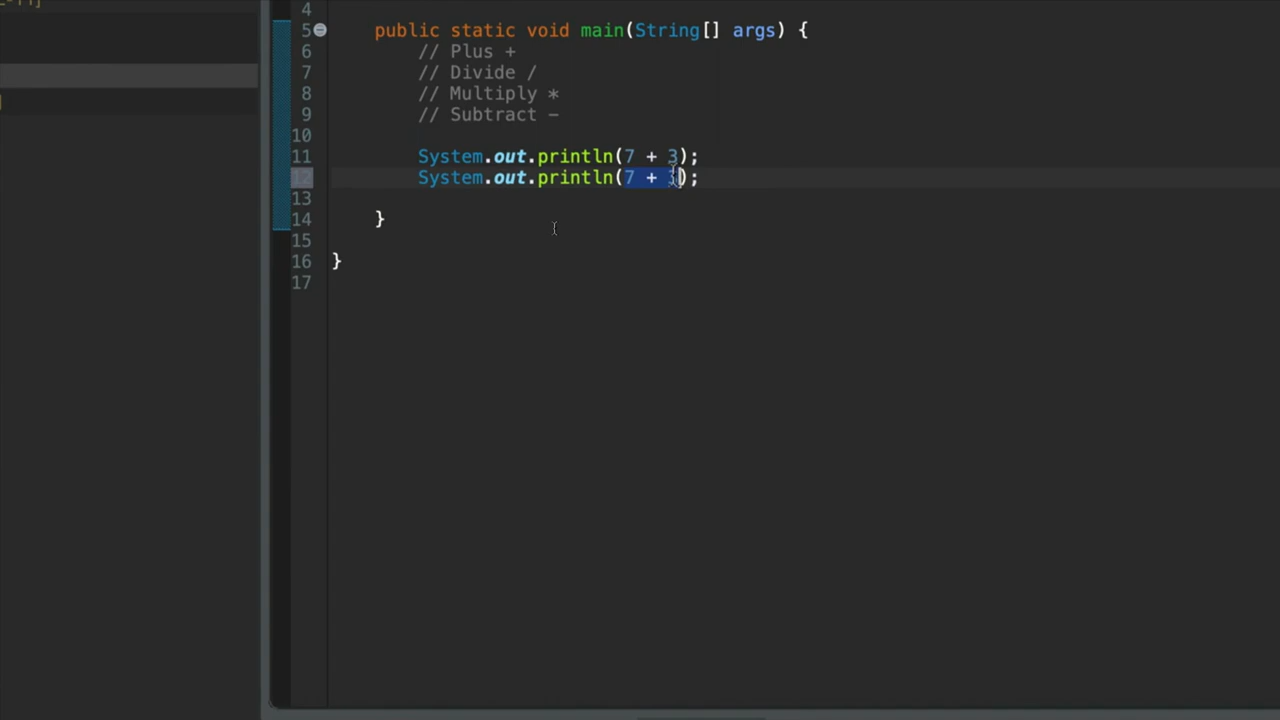 4
5 public static void main(String[] args) {
6 // Plus +
7 // Divide /
8 // Multiply *
9 // Subtract -
10
11 System.out.println(7 + 3);
12 System.out.println(7 + 3);
13
14 }
15
16 }
17